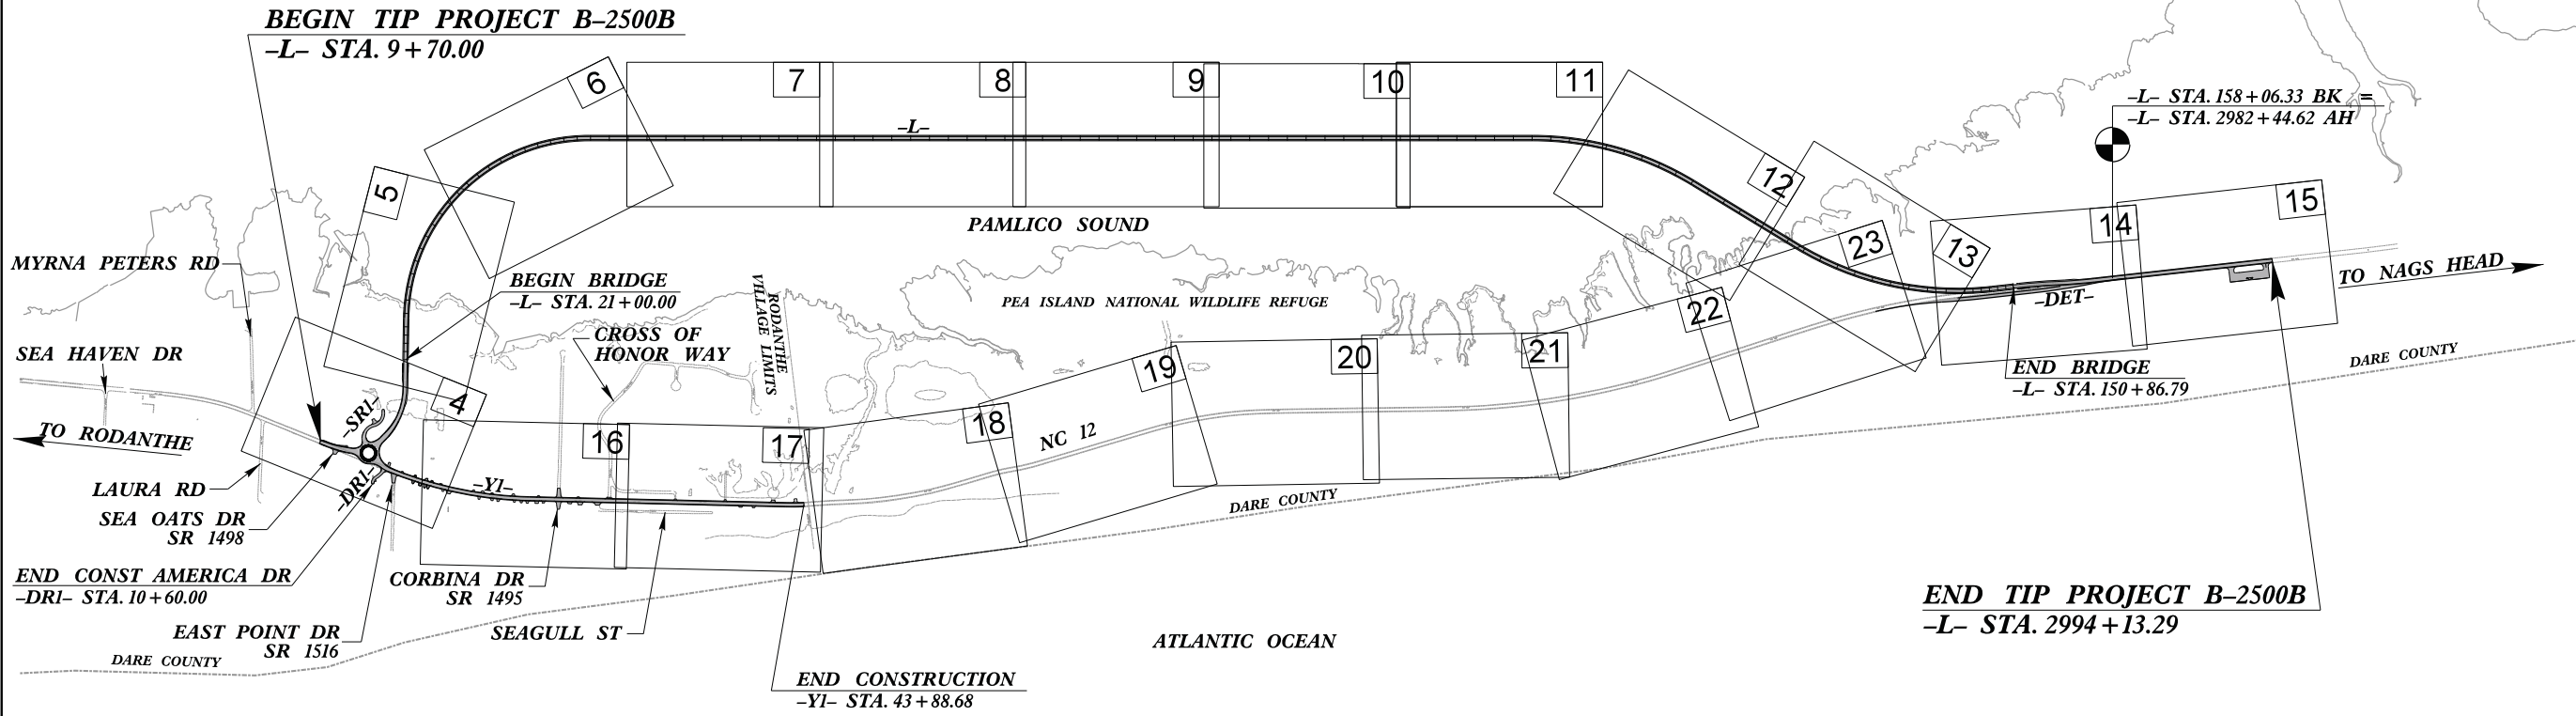 BEGIN TIP PROJECT B–2500B
–L– STA. 9+70.00
6
7
8
9
10
11
–L–
–L– STA. 158+06.33 BK =
–L– STA. 2982+44.62 AH
5
12
PAMLICO SOUND
23
13
14
15
MYRNA PETERS RD
BEGIN BRIDGE
–L– STA. 21+00.00
RODANTHE
VILLAGE LIMITS
PEA ISLAND NATIONAL WILDLIFE REFUGE
TO NAGS HEAD
–DET–
22
CROSS OF
HONOR WAY
SEA HAVEN DR
19
20
21
END BRIDGE
–L– STA. 150+86.79
DARE COUNTY
–SR1–
4
TO RODANTHE
16
17
18
NC 12
LAURA RD
–DR1–
–Y1–
DARE COUNTY
SEA OATS DR
SR 1498
END CONST AMERICA DR
–DR1– STA. 10+60.00
CORBINA DR
SR 1495
EAST POINT DR
SR 1516
SEAGULL ST
ATLANTIC OCEAN
END TIP PROJECT B–2500B
–L– STA. 2994+13.29
DARE COUNTY
END CONSTRUCTION
–Y1– STA. 43+88.68